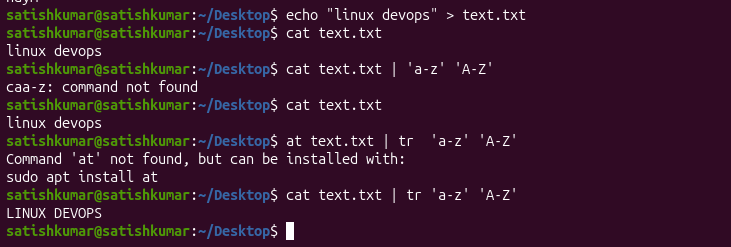 satishkumar@satishkumar:~/Desktop$ echo "linux devops" > text.txt
satishkumar@satishkumar:~/Desktop$ cat text.txt
linux devops
satishkumar@satishkumar:~/Desktop$ cat text.txt | 'a-z' 'A-Z'
caa-z: command not found
satishkumar@satishkumar:~/Desktop$ cat text.txt
linux devops
satishkumar@satishkumar:~/Desktop$ at text.txt | tr  'a-z' 'A-Z'
Command 'at' not found, but can be installed with:
sudo apt install at
satishkumar@satishkumar:~/Desktop$ cat text.txt | tr 'a-z' 'A-Z'
LINUX DEVOPS
satishkumar@satishkumar:~/Desktop$